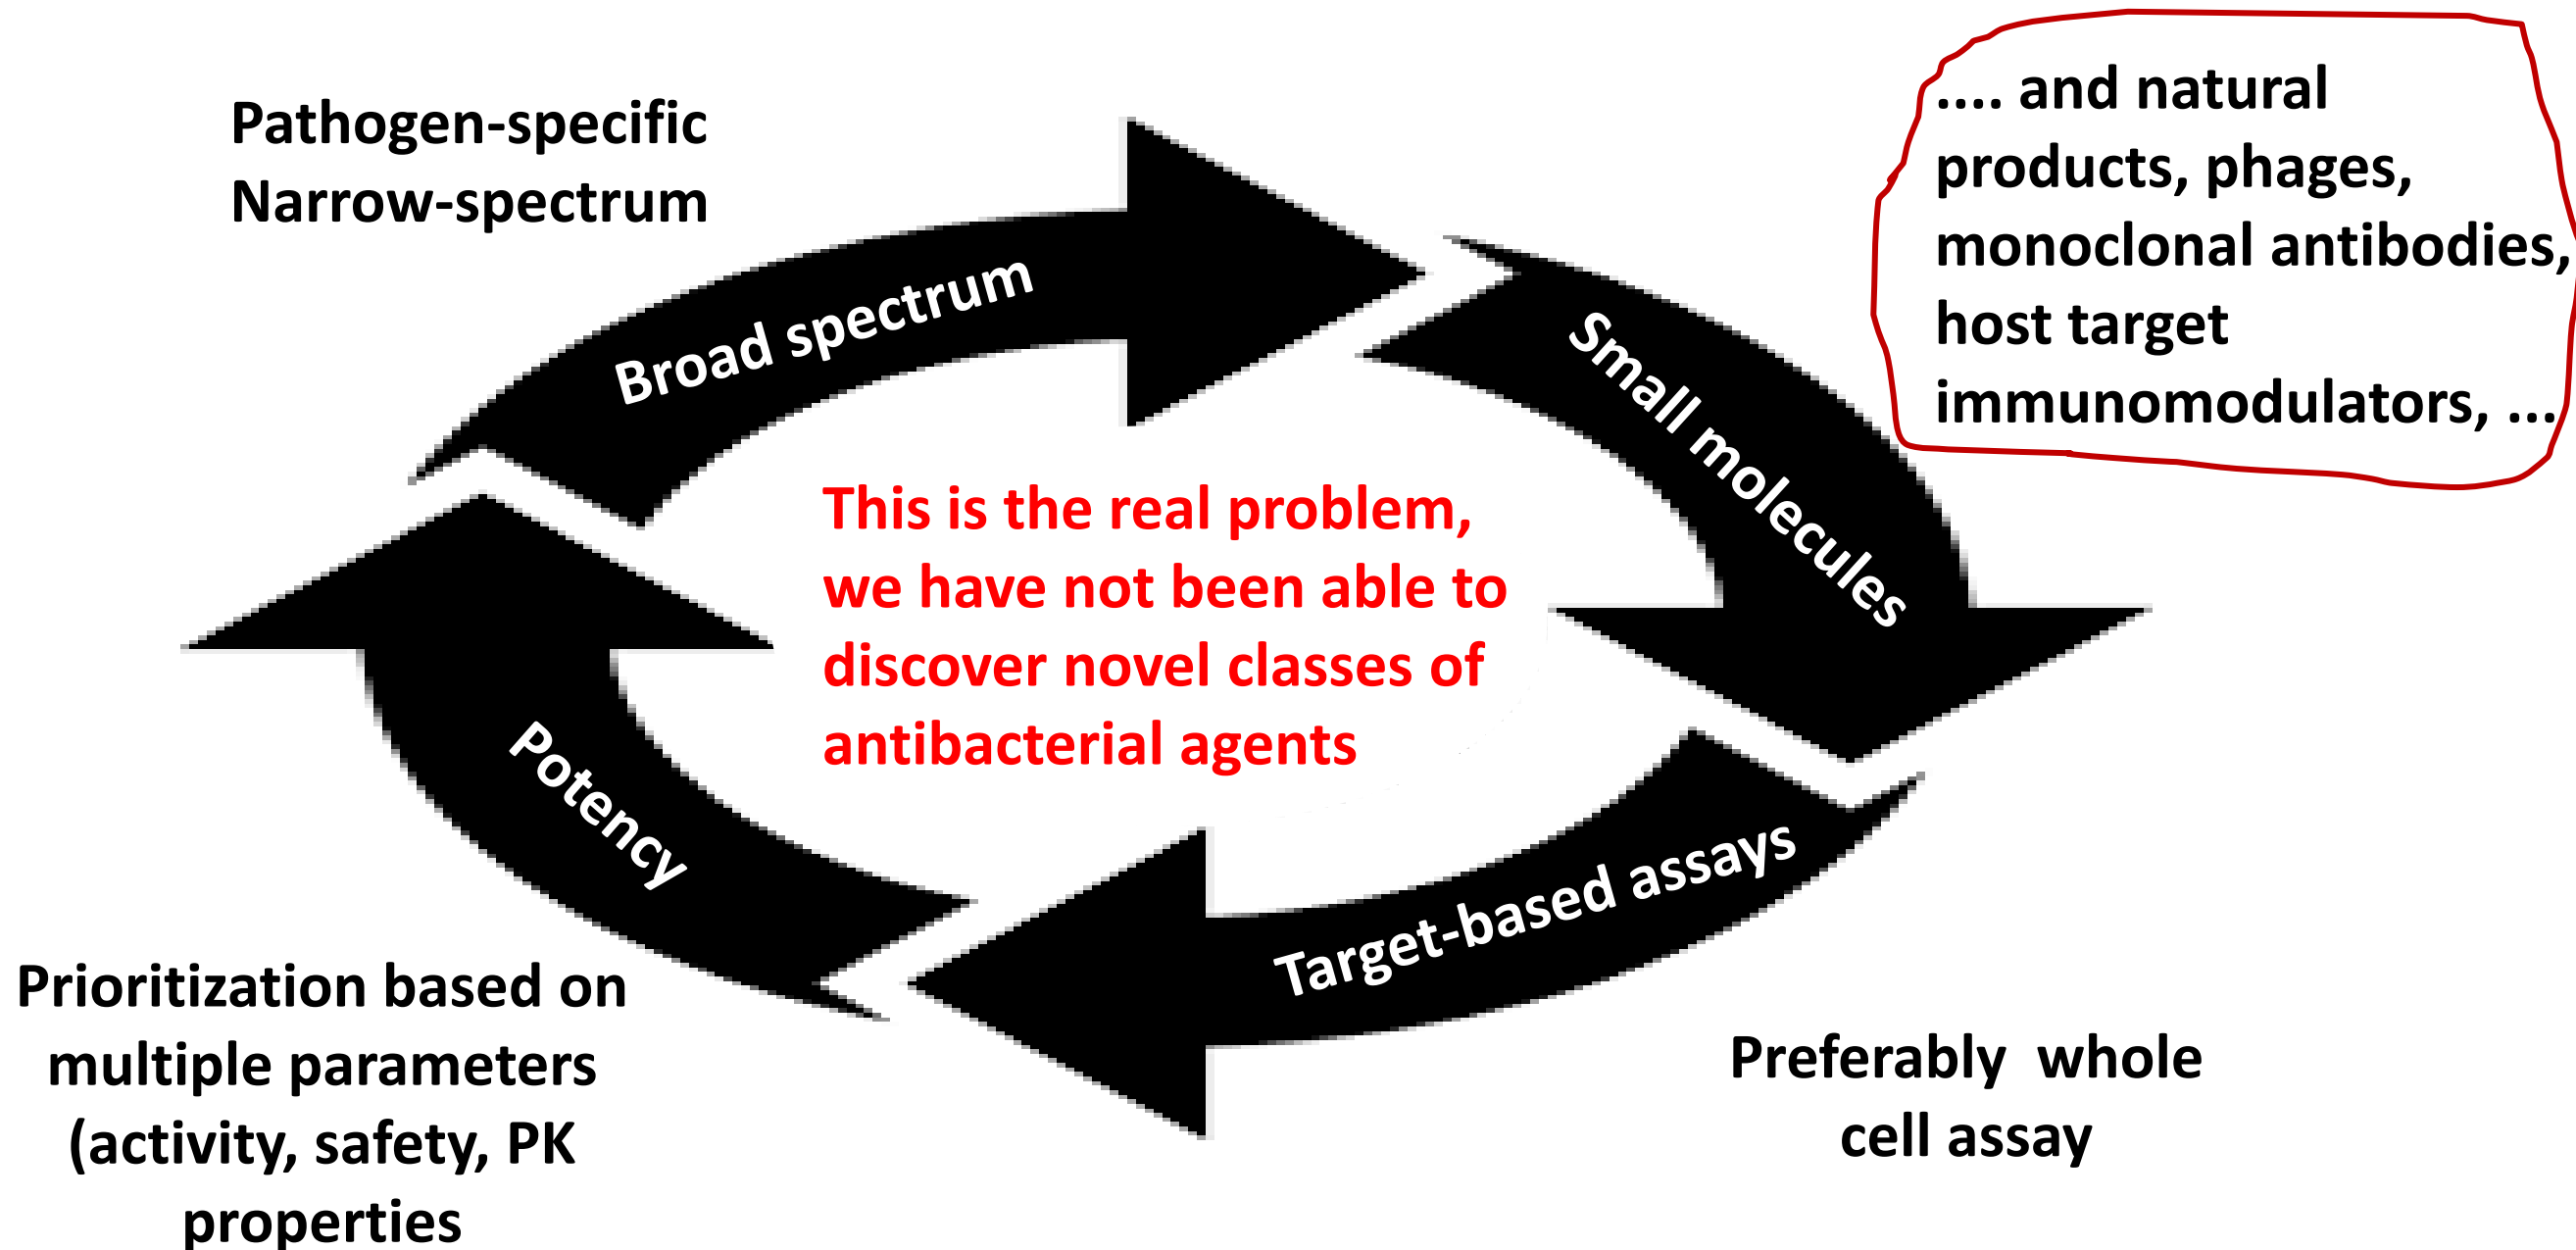 Pathogen-specific
Narrow-spectrum
Broad spectrum
Small molecules
.... and natural
products, phages,
monoclonal antibodies,
host target
immunomodulators, ...
This is the real problem,
we have not been able to
discover novel classes of
antibacterial agents
Potency
Target-based assays
Prioritization based on
multiple parameters
(activity, safety, PK
properties
Preferably  whole
cell assay